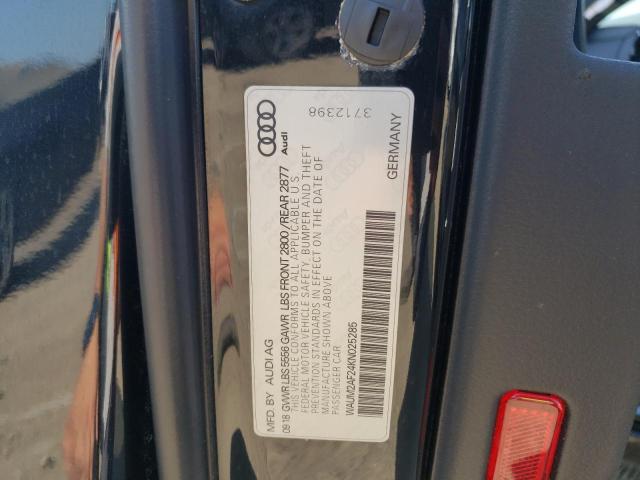 MFD. BY AUDI AG
09 18 GVWR LBS 5556 GAWR LBS FRONT 2800 / REAR 2877
THIS VEHICLE CONFORMS TO ALL APPLICABLE U.S.
FEDERAL MOTOR VEHICLE SAFETY, BUMPER AND THEFT
PREVENTION STANDARDS IN EFFECT ON THE DATE OF
MANUFACTURE SHOWN ABOVE
PASSENGER CAR
WAUM2AF24KN025285
GERMANY
Audi
3712398